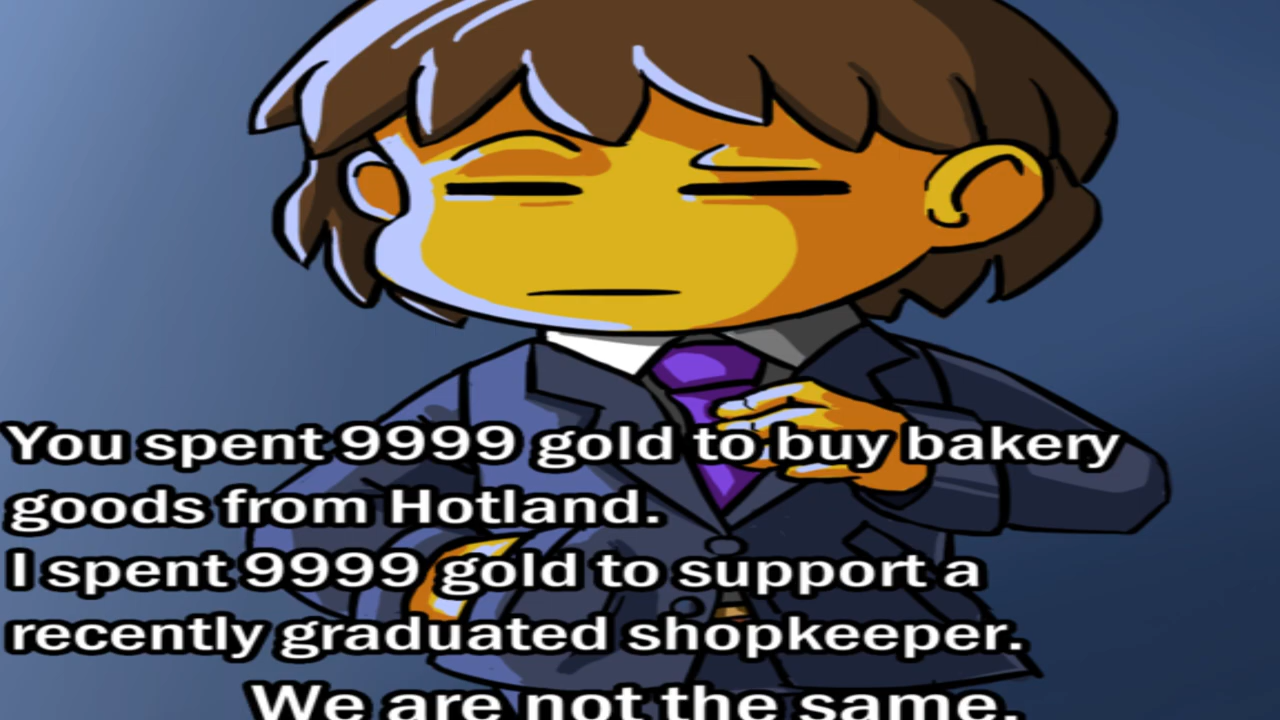 You spent 9999 gold to buy bakery
goods from Hotland.
I spent 9999 gold to support a
recently graduated shopkeeper.
We are not the same.